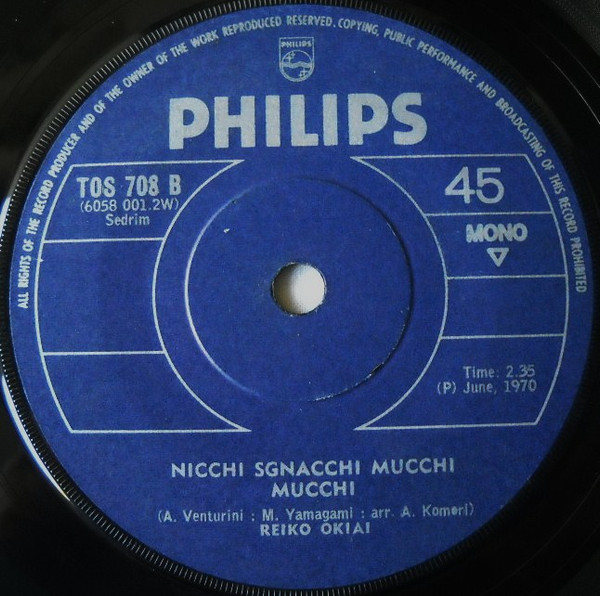 ALL RIGHTS OF THE RECORD PRODUCER AND OF THE OWNER OF THE WORK REPRODUCED RESERVED. COPYING, PUBLIC PERFORMANCE AND BROADCASTING OF THIS RECORD PROHIBITED
PHILIPS
PHILIPS
TOS 708 B
(6058 001.2W)
Sedrim
45
MONO
Time: 2.35
(P) June, 1970
NICCHI SGNACCHI MUCCHI
MUCCHI
(A. Venturini : M. Yamagami : arr. A. Komori)
REIKO OKIAI